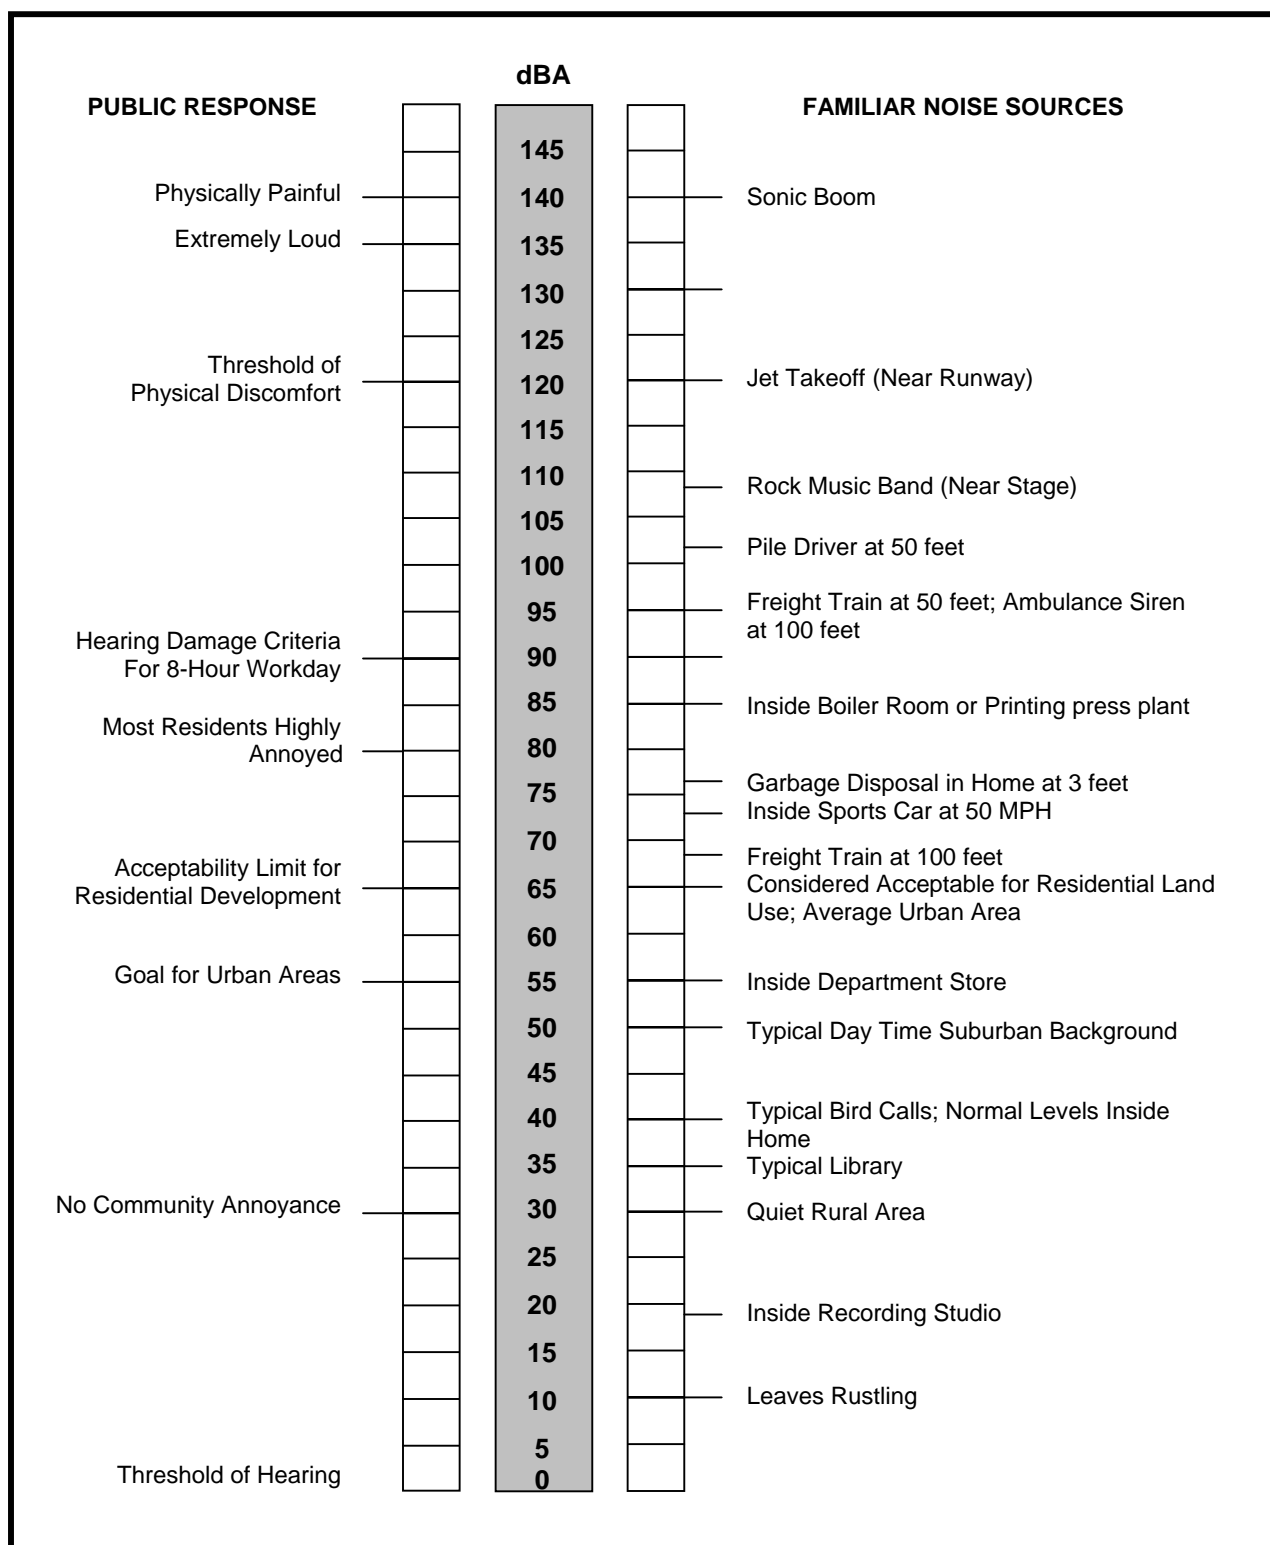 dBA
PUBLIC RESPONSE
FAMILIAR NOISE SOURCES
145
Physically Painful
140
Sonic Boom
Extremely Loud
135
130
125
Threshold of
Physical Discomfort
120
Jet Takeoff (Near Runway)
115
110
Rock Music Band (Near Stage)
105
Pile Driver at 50 feet
100
95
Freight Train at 50 feet; Ambulance Siren
at 100 feet
Hearing Damage Criteria
For 8-Hour Workday
90
85
Inside Boiler Room or Printing press plant
Most Residents Highly
Annoyed
80
Garbage Disposal in Home at 3 feet
75
Inside Sports Car at 50 MPH
70
Freight Train at 100 feet
Acceptability Limit for
Residential Development
65
Considered Acceptable for Residential Land
Use; Average Urban Area
60
Goal for Urban Areas
55
Inside Department Store
50
Typical Day Time Suburban Background
45
40
Typical Bird Calls; Normal Levels Inside
Home
35
Typical Library
No Community Annoyance
30
Quiet Rural Area
25
20
Inside Recording Studio
15
10
Leaves Rustling
5
Threshold of Hearing
0